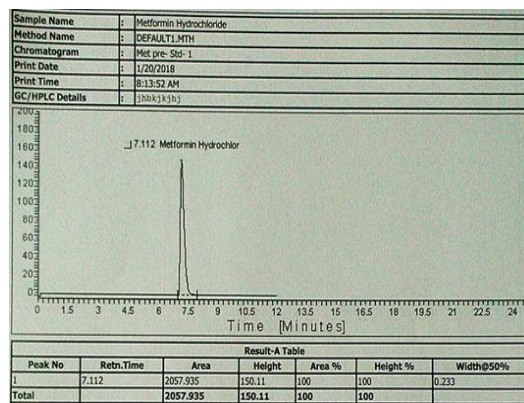 Sample Name : Metformin Hydrochloride
Method Name : DEFAULT1.MTH
Chromatogram : Met pre- Std- 1
Print Date : 1/20/2018
Print Time : 8:13:52 AM
GC/HPLC Details : jhbkjkjhj
200
180
160
140
120
100
80
60
40
20
0
7.112 Metformin Hydrochlor
0 1.5 3 4.5 6 7.5 9 10.5 12 13.5 15 16.5 18 19.5 21 22.5 24
Time [Minutes]
Result-A Table
Peak No Retn.Time Area Height Area % Height % Width@50%
1 7.112 2057.935 150.11 100 100 0.233
Total 2057.935 150.11 100 100